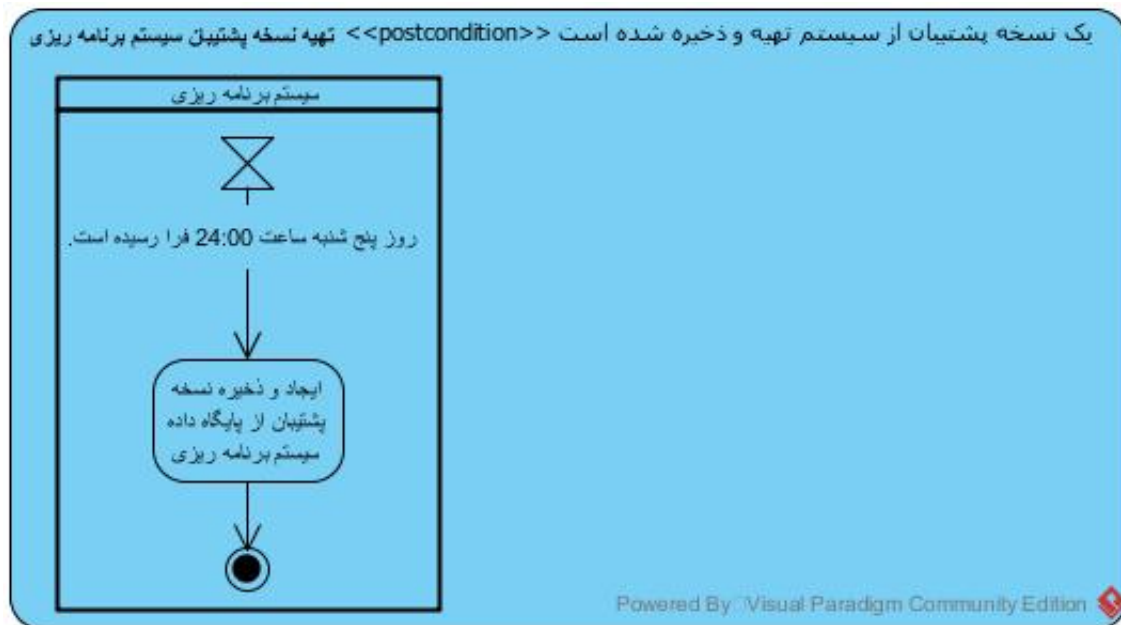 تهیه نسخه پشتیبان سیستم برنامه ریزی <<postcondition>> یک نسخه پشتیبان از سیستم تهیه و ذخیره شده است
سیستم برنامه ریزی
روز پنج شنبه ساعت 24:00 فرا رسیده است.
ایجاد و ذخیره نسخه
پشتیبان از پایگاه داده
سیستم برنامه ریزی
Powered By Visual Paradigm Community Edition